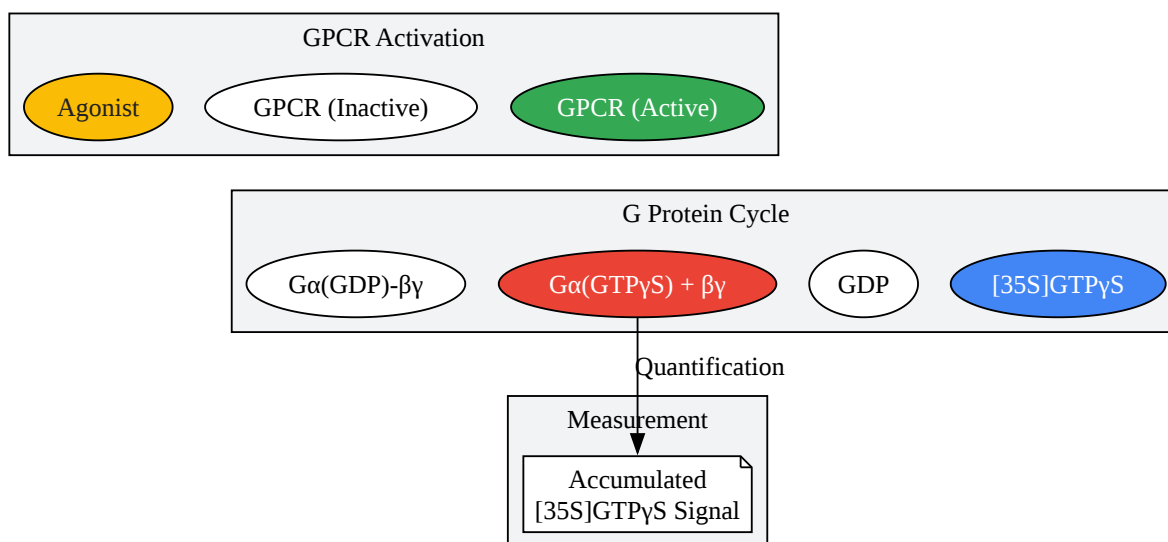 GPCR Activation
Agonist
GPCR (Inactive)
GPCR (Active)
G Protein Cycle
Gα(GDP)-βγ
Gα(GTPγS) + βγ
GDP
[35S]GTPγS
Quantification
Measurement
Accumulated
[35S]GTPγS Signal